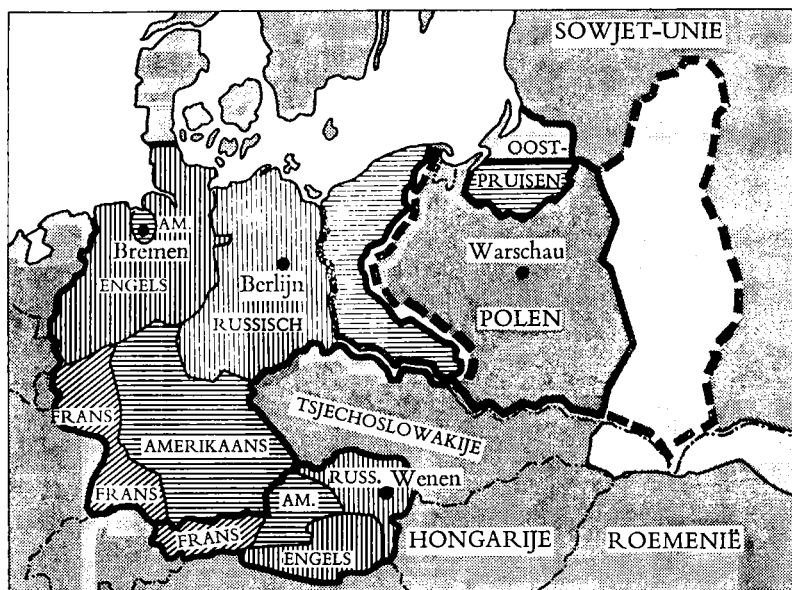 SOWJET-UNIE
OOST-
PRUISEN
AM.
Bremen
ENGELS
Berlijn
RUSSISCH
Warschau
POLEN
FRANS
AMERIKAANS
TSJECHOSLOWAKIJE
FRANS
RUSS.
Wenen
AM.
FRANS
ENGELS
HONGARIJE
ROEMENIË